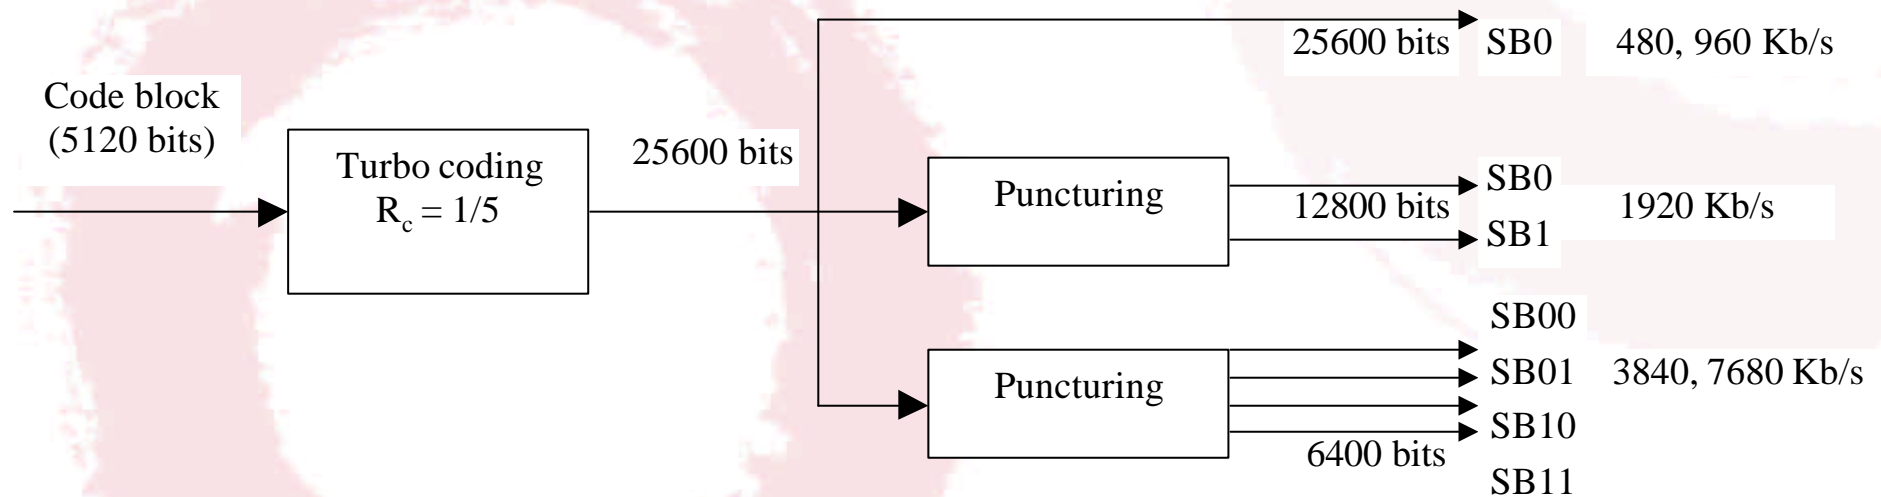 Code block
(5120 bits)
Turbo coding
R_c = 1/5
25600 bits
25600 bits
SB0
480, 960 Kb/s
Puncturing
12800 bits
SB0
SB1
1920 Kb/s
Puncturing
6400 bits
SB00
SB01
SB10
SB11
3840, 7680 Kb/s